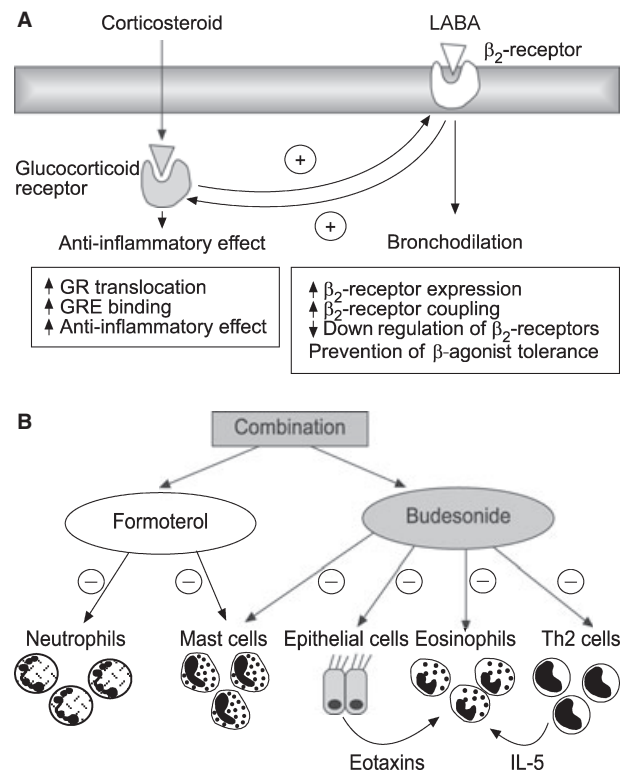 A
Corticosteroid
LABA
β2-receptor
Glucocorticoid
receptor
+
+
Anti-inflammatory effect
Bronchodilation
GR translocation
GRE binding
Anti-inflammatory effect
β2-receptor expression
β2-receptor coupling
Down regulation of β2-receptors
Prevention of β-agonist tolerance
B
Combination
Formoterol
Budesonide
− − − − − −
Neutrophils
Mast cells
Epithelial cells
Eosinophils
Th2 cells
Eotaxins
IL-5